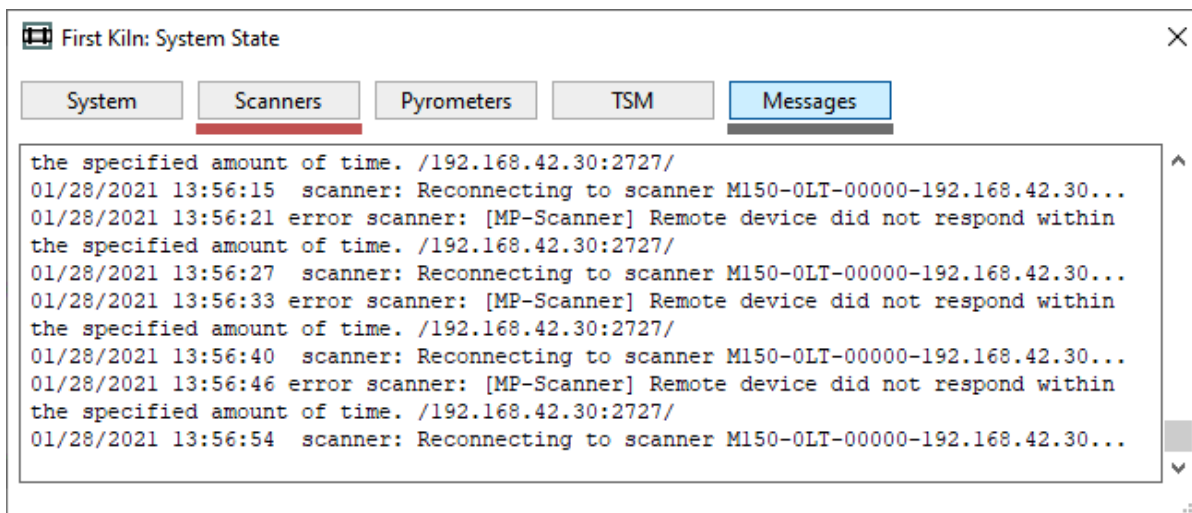 First Kiln: System State
System Scanners Pyrometers TSM Messages
the specified amount of time. /192.168.42.30:2727/
01/28/2021 13:56:15  scanner: Reconnecting to scanner M150-0LT-00000-192.168.42.30...
01/28/2021 13:56:21 error scanner: [MP-Scanner] Remote device did not respond within
the specified amount of time. /192.168.42.30:2727/
01/28/2021 13:56:27  scanner: Reconnecting to scanner M150-0LT-00000-192.168.42.30...
01/28/2021 13:56:33 error scanner: [MP-Scanner] Remote device did not respond within
the specified amount of time. /192.168.42.30:2727/
01/28/2021 13:56:40  scanner: Reconnecting to scanner M150-0LT-00000-192.168.42.30...
01/28/2021 13:56:46 error scanner: [MP-Scanner] Remote device did not respond within
the specified amount of time. /192.168.42.30:2727/
01/28/2021 13:56:54  scanner: Reconnecting to scanner M150-0LT-00000-192.168.42.30...